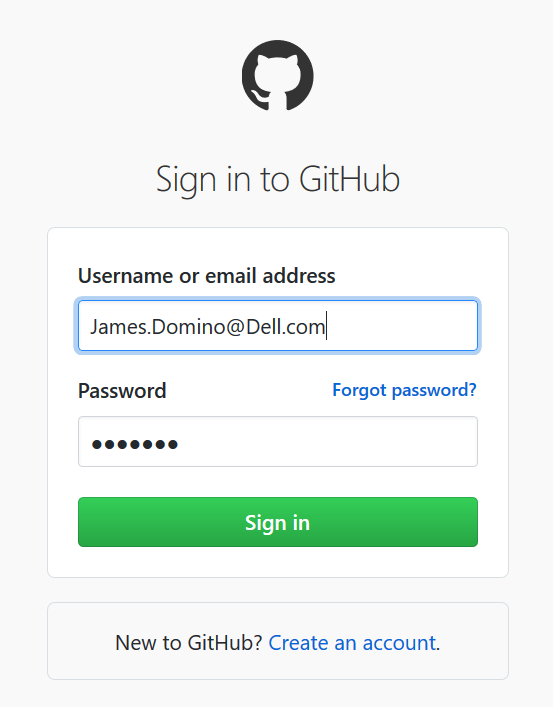 Sign in to GitHub
Username or email address
James.Domino@Dell.com
Password Forgot password?
●●●●●●●
Sign in
New to GitHub? Create an account.